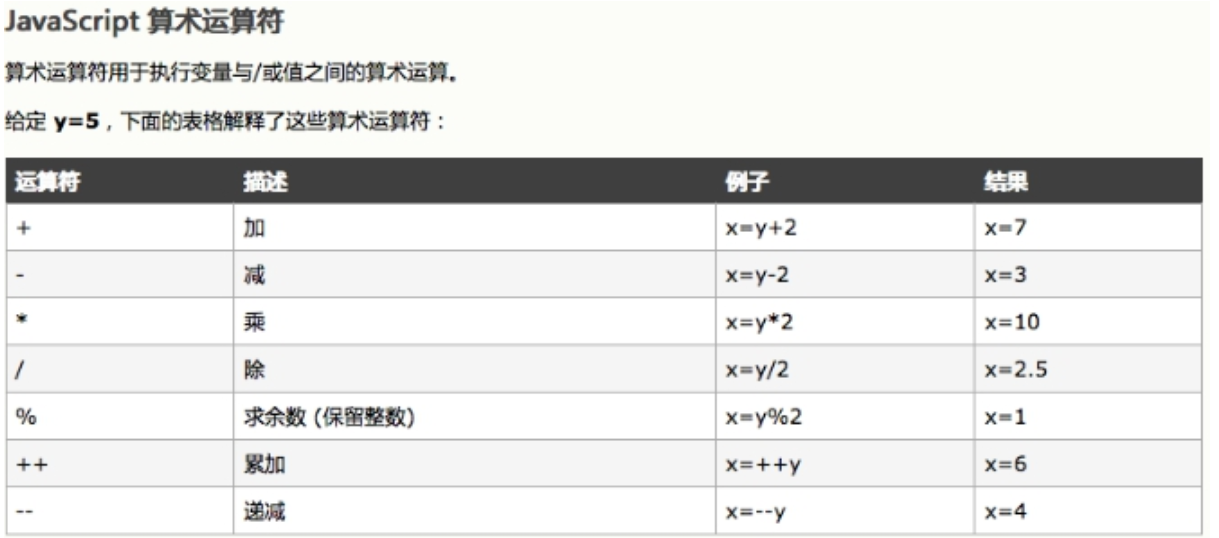 JavaScript 算术运算符
算术运算符用于执行变量与/或值之间的算术运算。
给定 y=5，下面的表格解释了这些算术运算符：
运算符 描述 例子 结果
+ 加 x=y+2 x=7
- 减 x=y-2 x=3
* 乘 x=y*2 x=10
/ 除 x=y/2 x=2.5
% 求余数 (保留整数) x=y%2 x=1
++ 累加 x=++y x=6
-- 递减 x=--y x=4